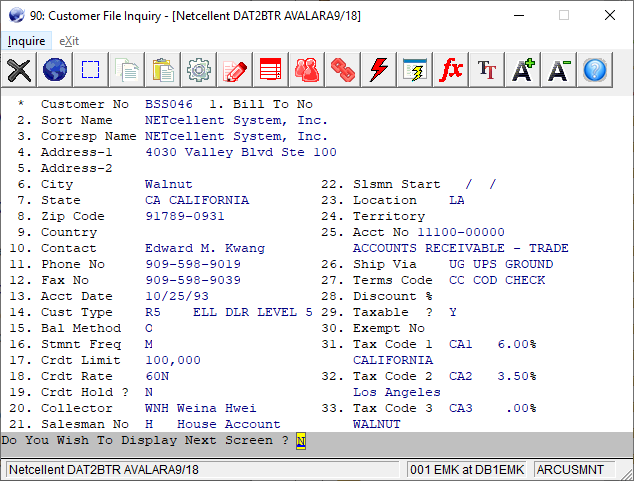 90: Customer File Inquiry - [Netcellent DAT2BTR AVALARA9/18]
Inquire eXit
fx TT A+ A- ?
* Customer No BSS046 1. Bill To No
2. Sort Name NETcellent System, Inc.
3. Corresp Name NETcellent System, Inc.
4. Address-1 4030 Valley Blvd Ste 100
5. Address-2
6. City Walnut 22. Slsmn Start / /
7. State CA CALIFORNIA 23. Location LA
8. Zip Code 91789-0931 24. Territory
9. Country 25. Acct No 11100-00000
10. Contact Edward M. Kwang ACCOUNTS RECEIVABLE - TRADE
11. Phone No 909-598-9019 26. Ship Via UG UPS GROUND
12. Fax No 909-598-9039 27. Terms Code CC COD CHECK
13. Acct Date 10/25/93 28. Discount %
14. Cust Type R5 ELL DLR LEVEL 5 29. Taxable ? Y
15. Bal Method O 30. Exempt No
16. Stmnt Freq M 31. Tax Code 1 CA1 6.00%
17. Crdt Limit 100,000 CALIFORNIA
18. Crdt Rate 60N 32. Tax Code 2 CA2 3.50%
19. Crdt Hold ? N Los Angeles
20. Collector WNH Weina Hwei 33. Tax Code 3 CA3 .00%
21. Salesman No H House Account WALNUT
Do You Wish To Display Next Screen ? N
Netcellent DAT2BTR AVALARA9/18 001 EMK at DB1EMK ARCUSMNT